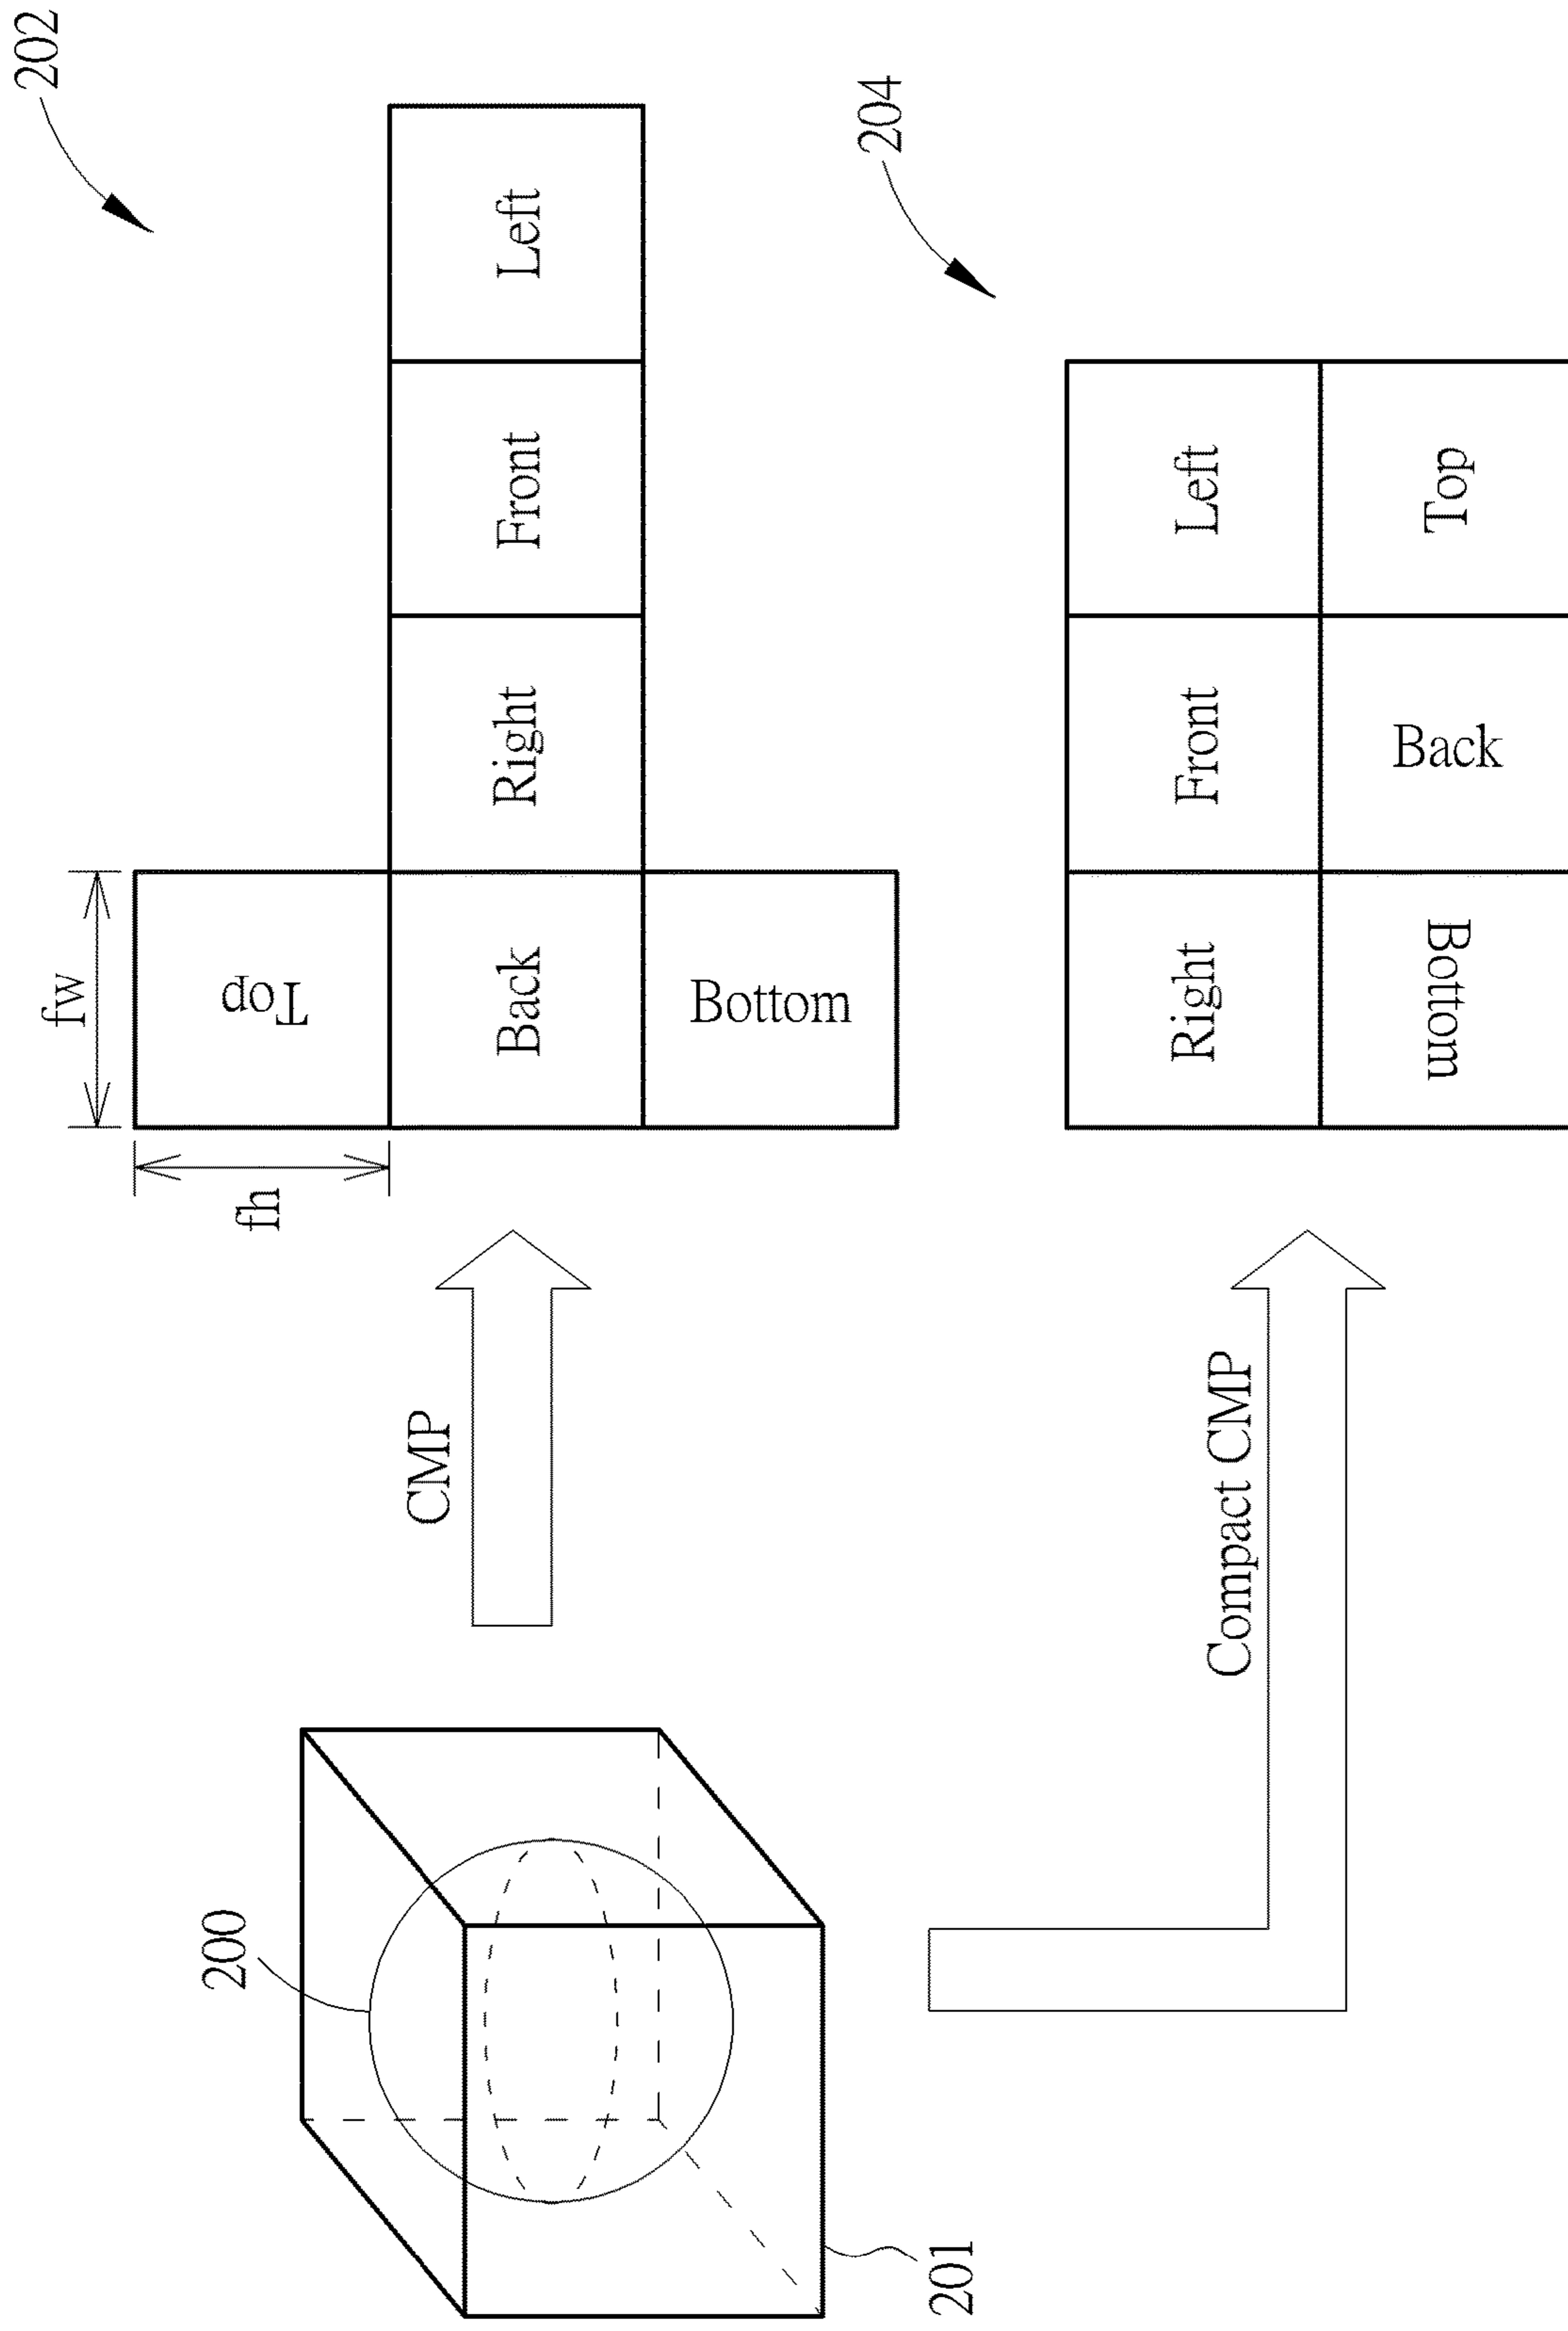 202
fw
200
fh
Top
CMP
Back Right Front Left
Bottom
204
201
Compact CMP
Right Front Left
Bottom Back Top